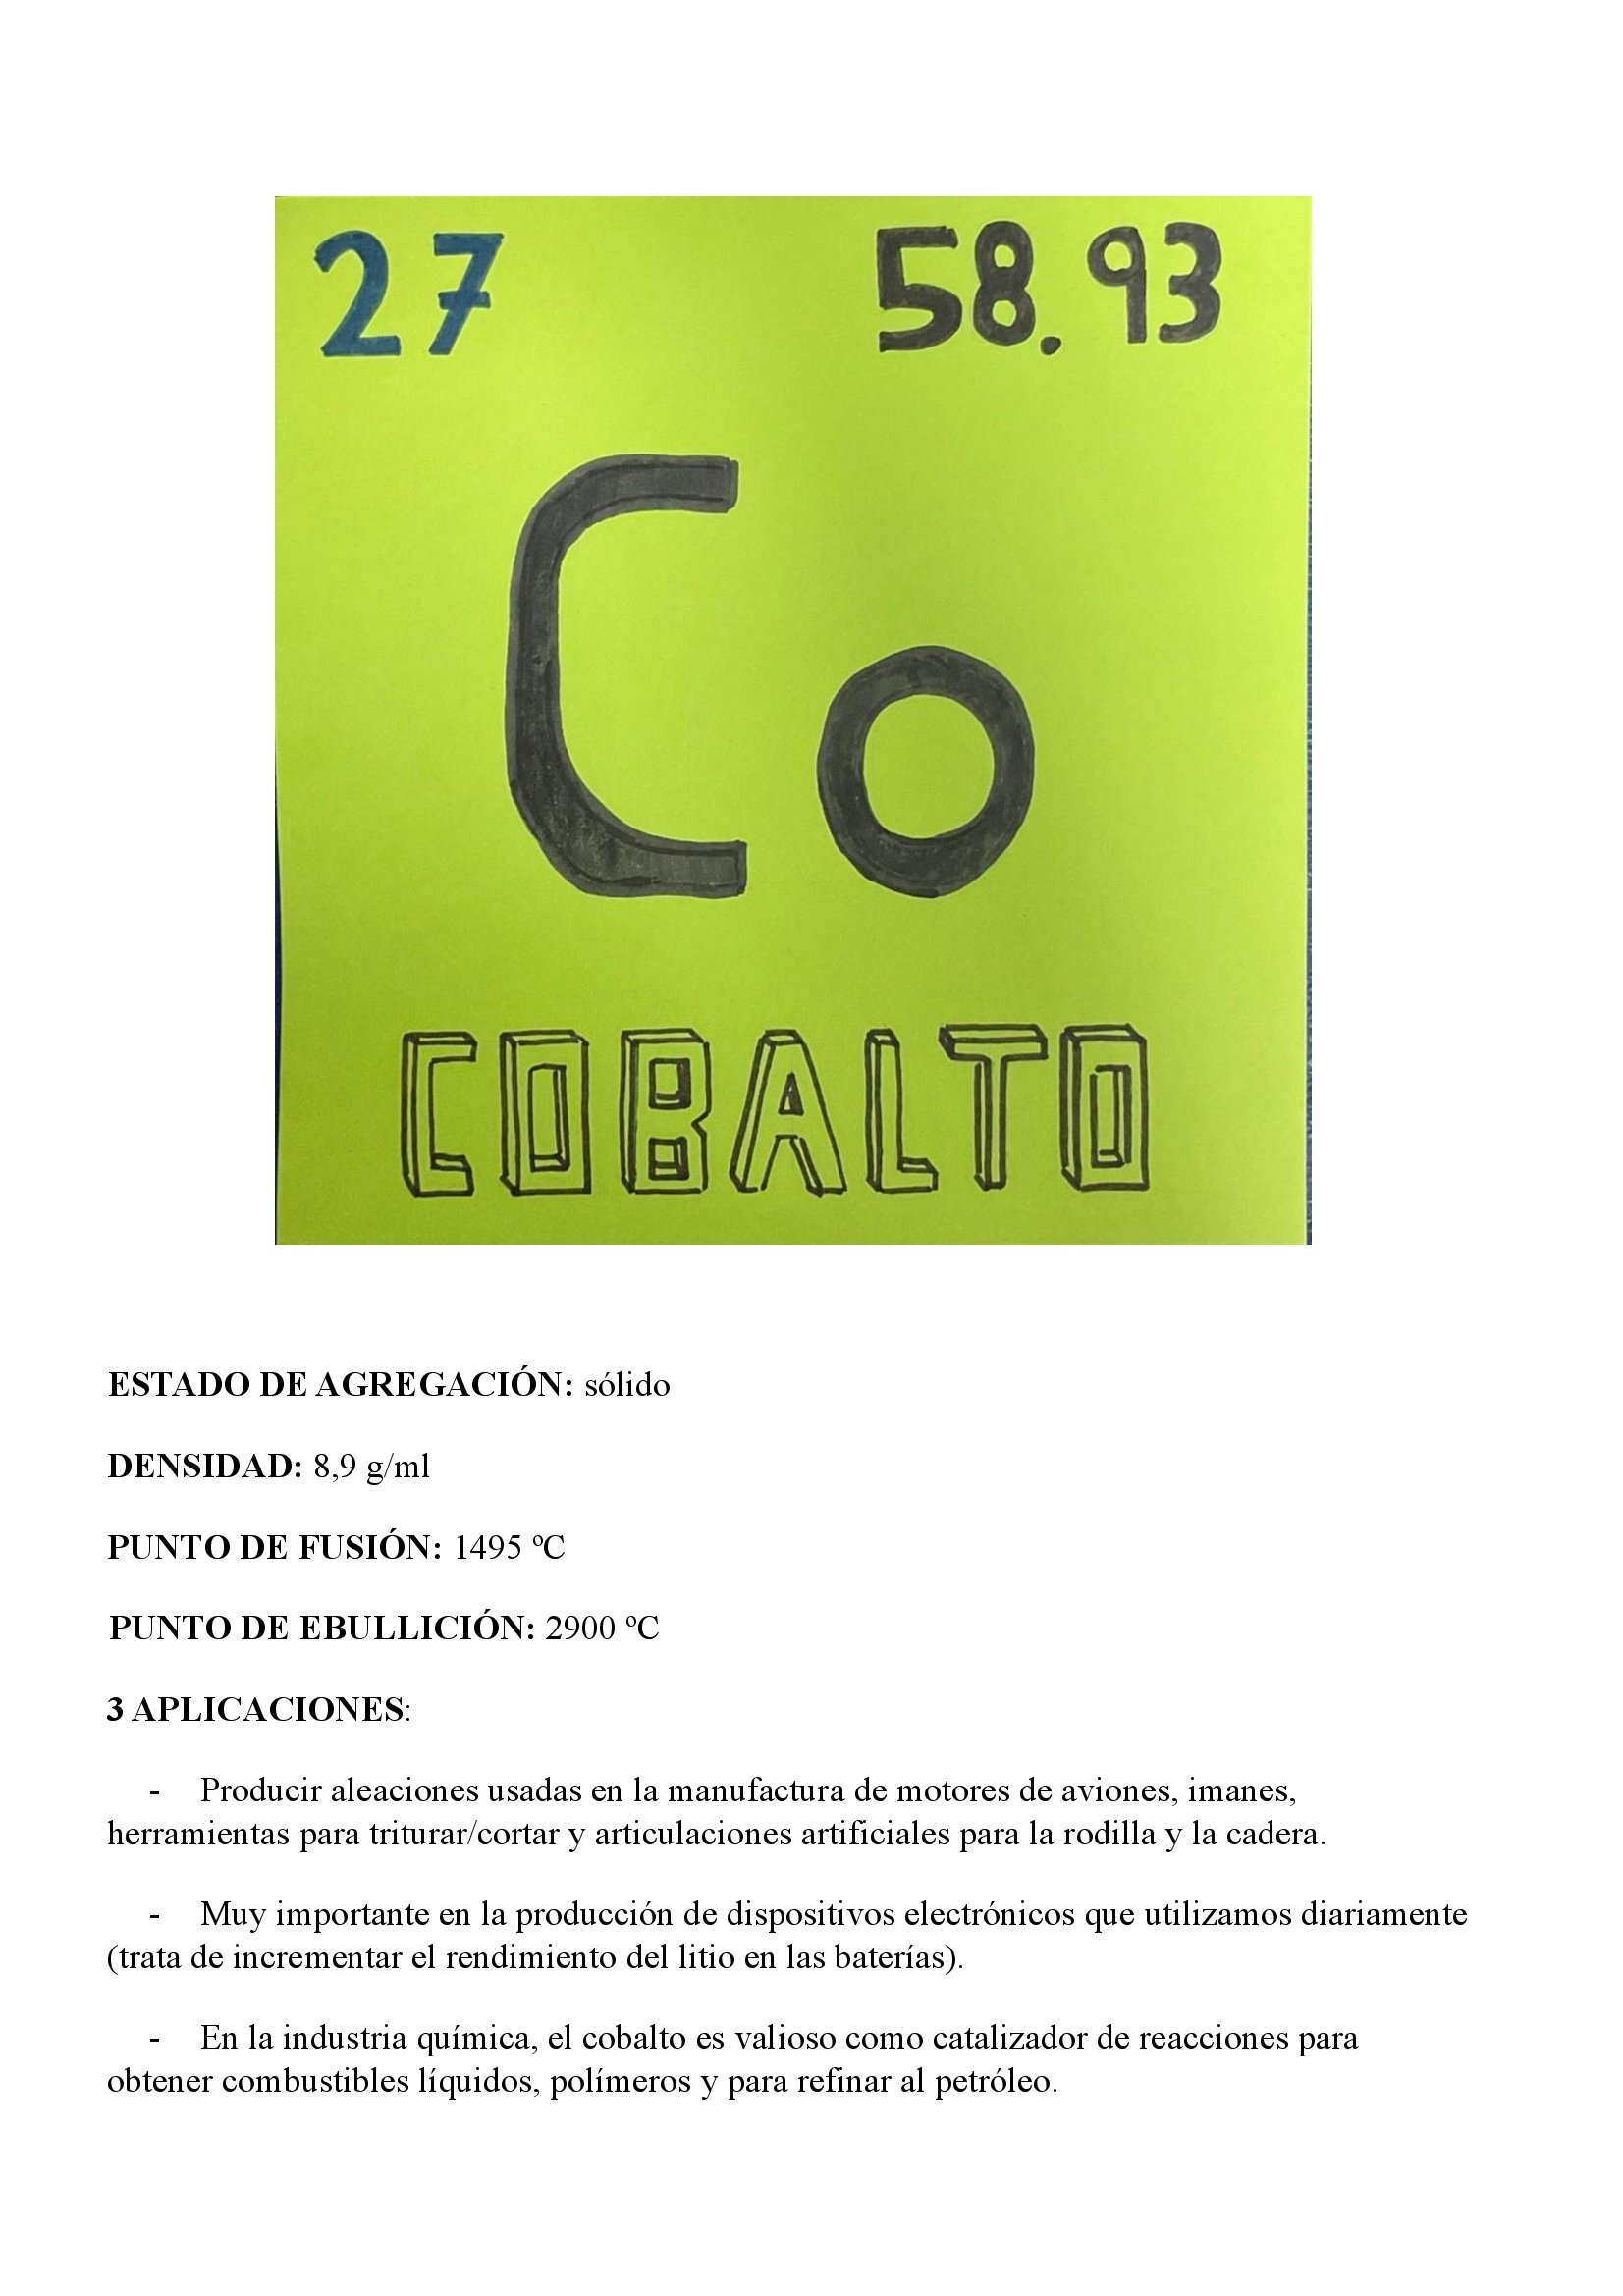 27 58.93
Co
COBALTO
ESTADO DE AGREGACIÓN: sólido
DENSIDAD: 8,9 g/ml
PUNTO DE FUSIÓN: 1495 ºC
PUNTO DE EBULLICIÓN: 2900 ºC
3 APLICACIONES:
- Producir aleaciones usadas en la manufactura de motores de aviones, imanes,
herramientas para triturar/cortar y articulaciones artificiales para la rodilla y la cadera.
- Muy importante en la producción de dispositivos electrónicos que utilizamos diariamente
(trata de incrementar el rendimiento del litio en las baterías).
- En la industria química, el cobalto es valioso como catalizador de reacciones para
obtener combustibles líquidos, polímeros y para refinar al petróleo.